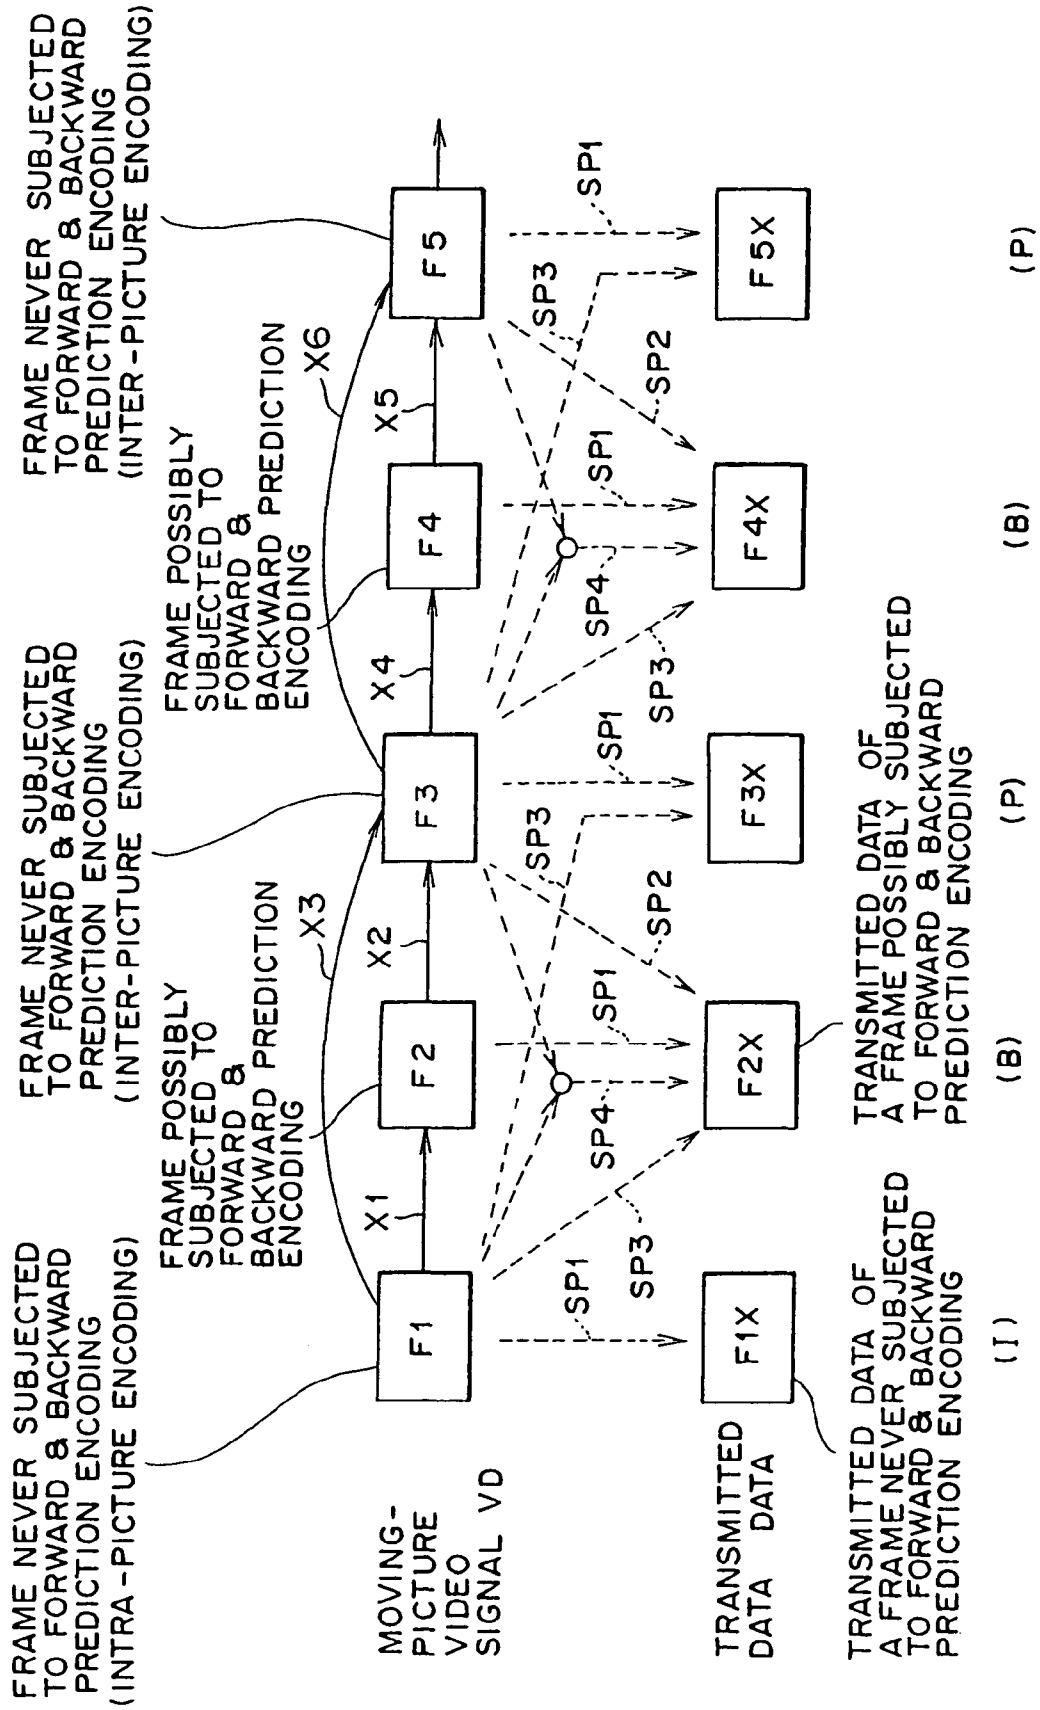 FRAME NEVER SUBJECTED
TO FORWARD & BACKWARD
PREDICTION ENCODING
(INTRA-PICTURE ENCODING)
FRAME NEVER SUBJECTED
TO FORWARD & BACKWARD
PREDICTION ENCODING
(INTER-PICTURE ENCODING)
FRAME NEVER SUBJECTED
TO FORWARD & BACKWARD
PREDICTION ENCODING
(INTER-PICTURE ENCODING)
FRAME POSSIBLY
SUBJECTED TO
FORWARD &
BACKWARD PREDICTION
ENCODING
X3
FRAME POSSIBLY
SUBJECTED TO
FORWARD &
BACKWARD PREDICTION
ENCODING
X6
MOVING-
PICTURE
VIDEO
SIGNAL VD
F1
X1
F2
X2
F3
X4
F4
X5
F5
SP1
SP3
SP4
SP1
SP3
SP2
SP1
SP3
SP4
SP1
SP3
SP2
SP1
TRANSMITTED
DATA DATA
F1X
F2X
F3X
F4X
F5X
TRANSMITTED DATA OF
A FRAME NEVER SUBJECTED
TO FORWARD & BACKWARD
PREDICTION ENCODING
TRANSMITTED DATA OF
A FRAME POSSIBLY SUBJECTED
TO FORWARD & BACKWARD
PREDICTION ENCODING
(I)
(B)
(P)
(B)
(P)